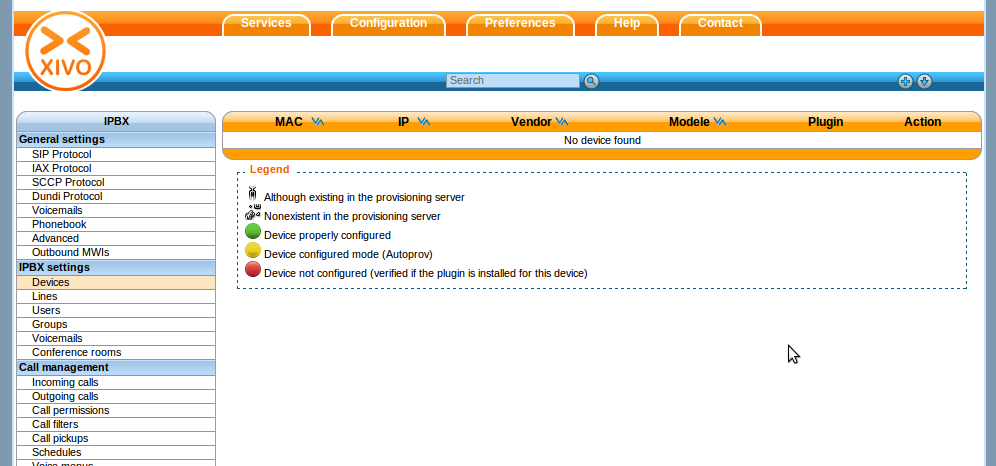 Services Configuration Preferences Help Contact
XIVO
Search
IPBX
General settings
SIP Protocol
IAX Protocol
SCCP Protocol
Dundi Protocol
Voicemails
Phonebook
Advanced
Outbound MWIs
IPBX settings
Devices
Lines
Users
Groups
Voicemails
Conference rooms
Call management
Incoming calls
Outgoing calls
Call permissions
Call filters
Call pickups
Schedules
Voice menus
MAC IP Vendor Modele Plugin Action
No device found
Legend
Although existing in the provisioning server
Nonexistent in the provisioning server
Device properly configured
Device configured mode (Autoprov)
Device not configured (verified if the plugin is installed for this device)